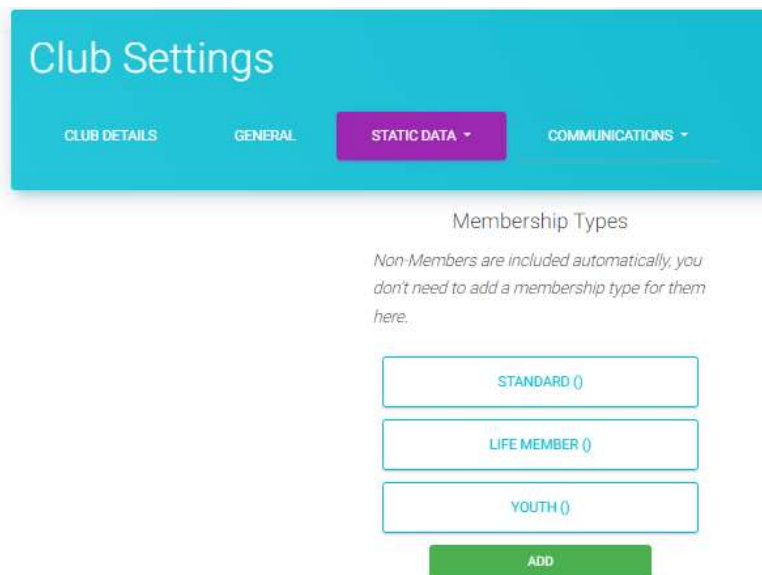 Club Settings
CLUB DETAILS GENERAL STATIC DATA COMMUNICATIONS
Membership Types
Non-Members are included automatically, you
don't need to add a membership type for them
here.
STANDARD ()
LIFE MEMBER ()
YOUTH ()
ADD